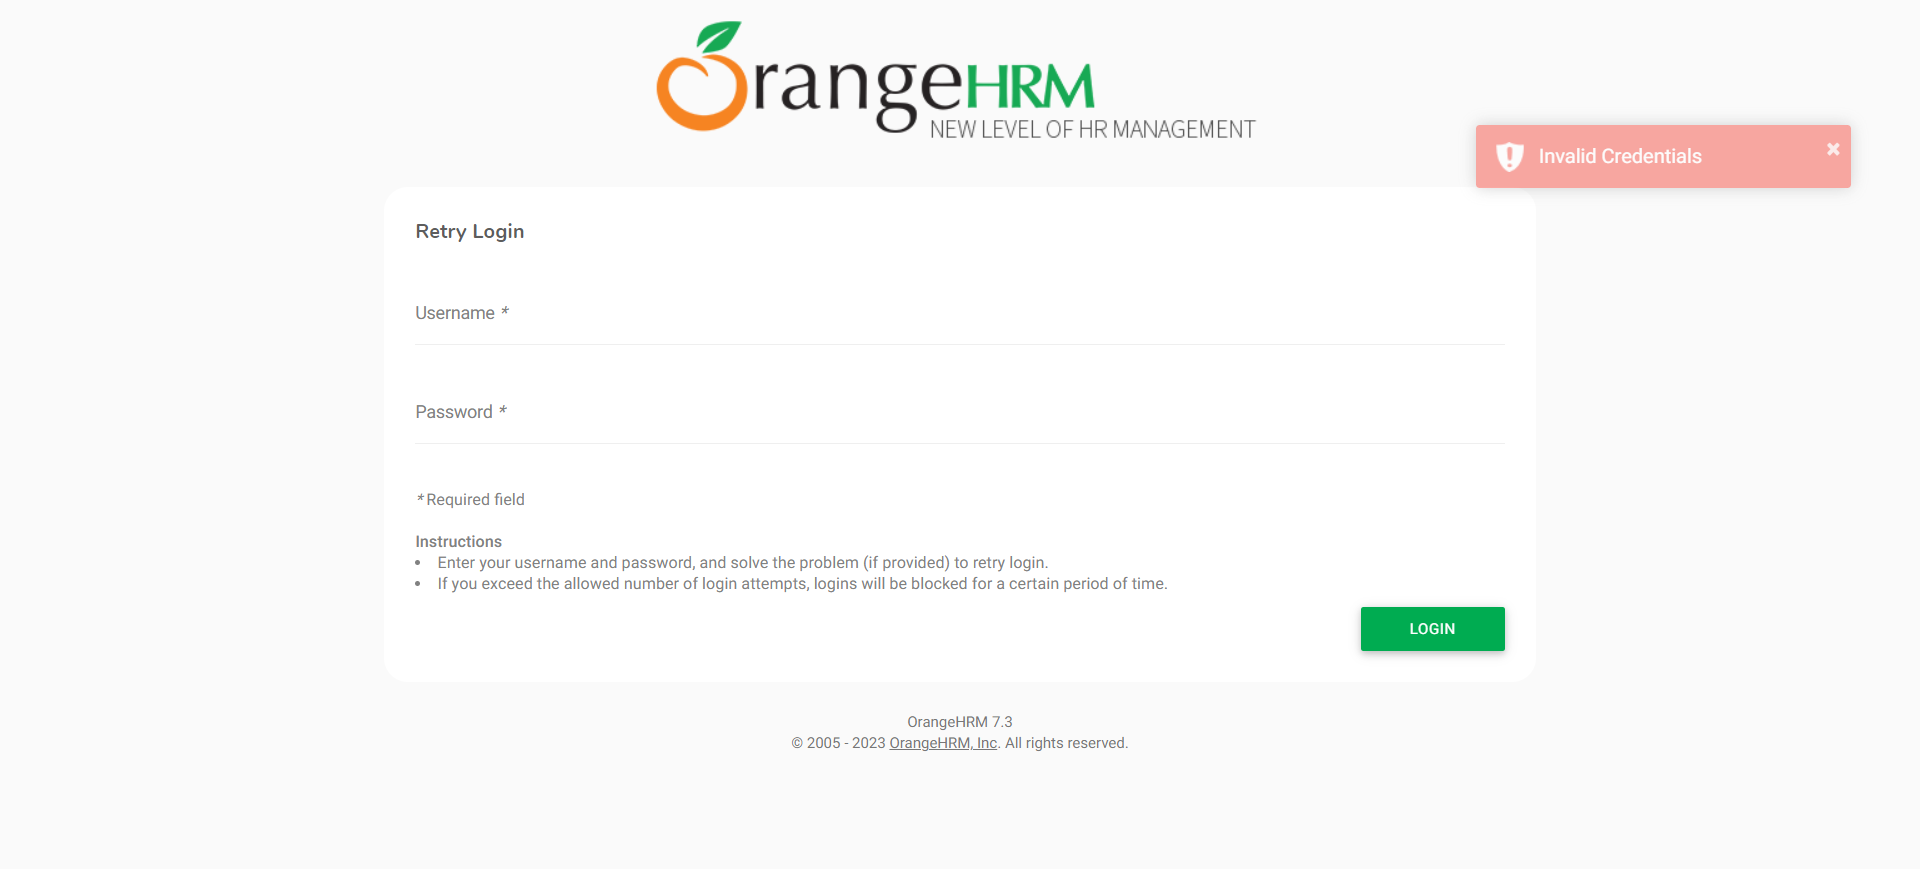 OrangeHRM
NEW LEVEL OF HR MANAGEMENT
Invalid Credentials
Retry Login
Username *
Password *
* Required field
Instructions
• Enter your username and password, and solve the problem (if provided) to retry login.
• If you exceed the allowed number of login attempts, logins will be blocked for a certain period of time.
LOGIN
OrangeHRM 7.3
© 2005 - 2023 OrangeHRM, Inc. All rights reserved.